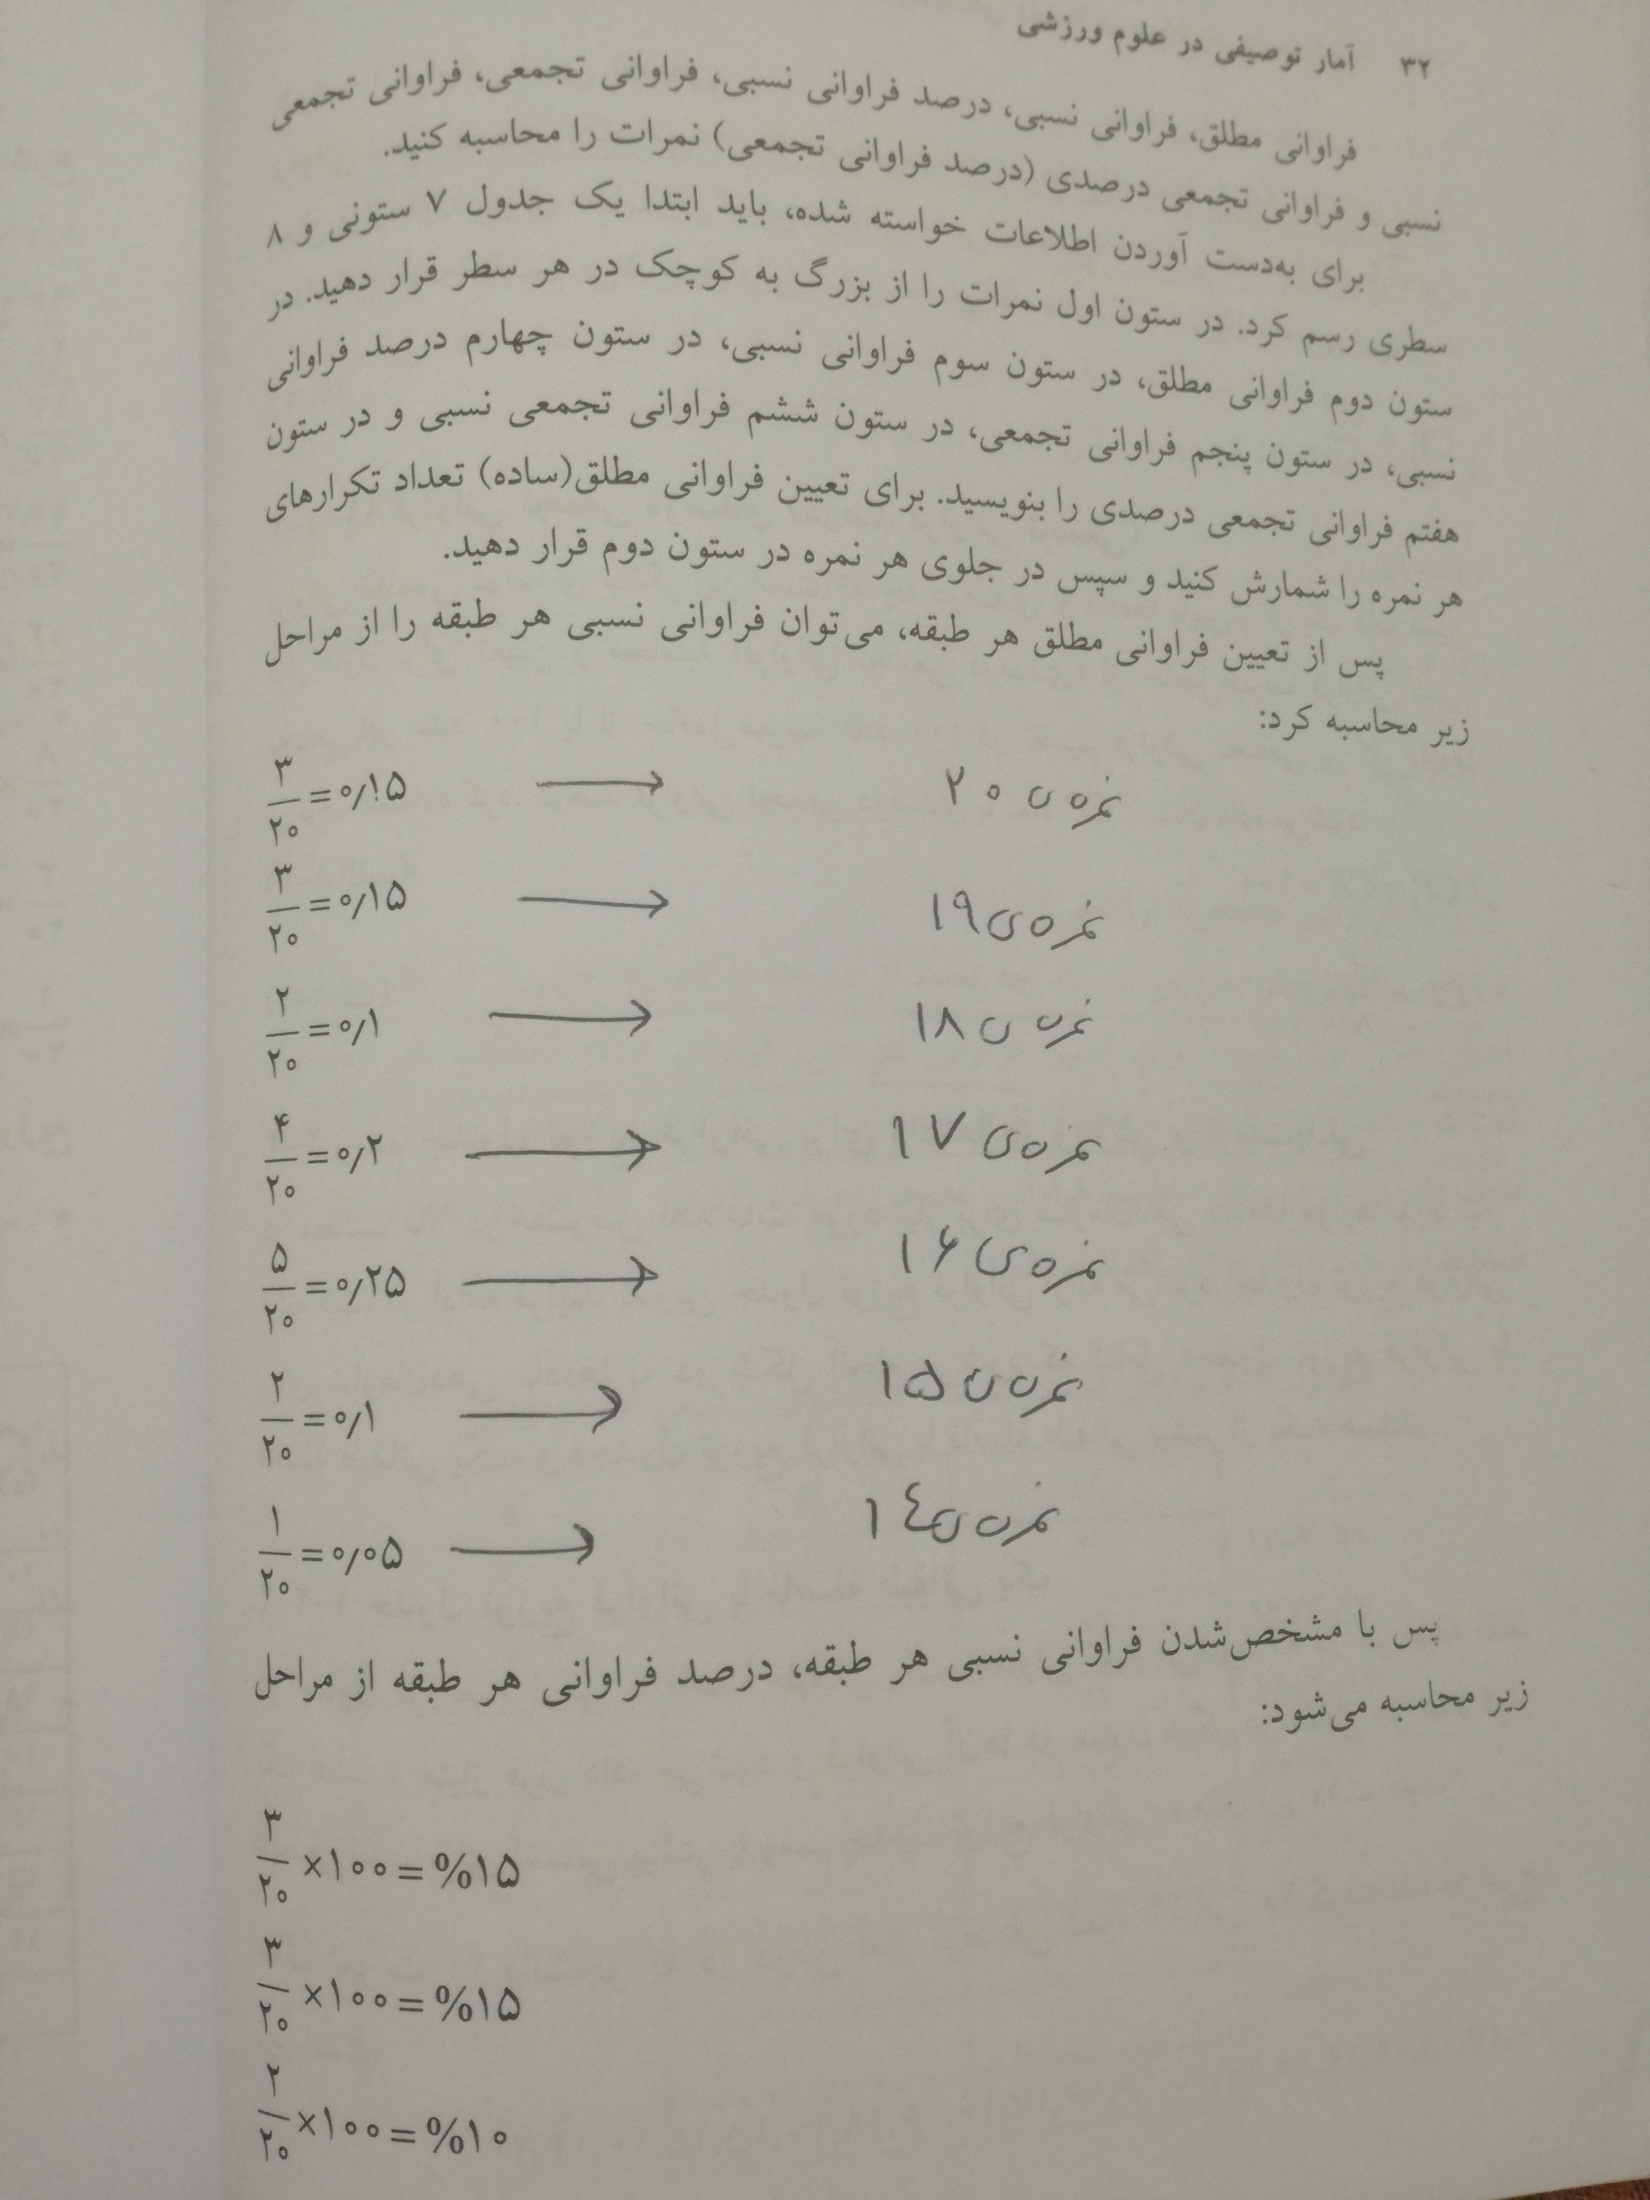 ۳۲ آمار توصیفی در علوم ورزشی
فراوانی مطلق، فراوانی نسبی، درصد فراوانی نسبی، فراوانی تجمعی، فراوانی تجمعی
نسبی و فراوانی تجمعی درصدی (درصد فراوانی تجمعی) نمرات را محاسبه کنید.
برای به‌دست آوردن اطلاعات خواسته شده، باید ابتدا یک جدول ۷ ستونی و ۸
سطری رسم کرد. در ستون اول نمرات را از بزرگ به کوچک در هر سطر قرار دهید. در
ستون دوم فراوانی مطلق، در ستون سوم فراوانی نسبی، در ستون چهارم درصد فراوانی
نسبی، در ستون پنجم فراوانی تجمعی، در ستون ششم فراوانی تجمعی نسبی و در ستون
هفتم فراوانی تجمعی درصدی را بنویسید. برای تعیین فراوانی مطلق(ساده) تعداد تکرارهای
هر نمره را شمارش کنید و سپس در جلوی هر نمره در ستون دوم قرار دهید.
پس از تعیین فراوانی مطلق هر طبقه، می‌توان فراوانی نسبی هر طبقه را از مراحل
زیر محاسبه کرد:
۳/۲۰ = ۰٫۱۵ → نمره‌ی ۲۰
۳/۲۰ = ۰٫۱۵ → نمره‌ی ۱۹
۲/۲۰ = ۰٫۱ → نمره‌ی ۱۸
۴/۲۰ = ۰٫۲ → نمره‌ی ۱۷
۵/۲۰ = ۰٫۲۵ → نمره‌ی ۱۶
۲/۲۰ = ۰٫۱ → نمره‌ی ۱۵
۱/۲۰ = ۰٫۰۵ → نمره‌ی ۱٤
پس با مشخص‌شدن فراوانی نسبی هر طبقه، درصد فراوانی هر طبقه از مراحل
زیر محاسبه می‌شود:
۳/۲۰ ×۱۰۰ = %۱۵
۳/۲۰ ×۱۰۰ = %۱۵
۲/۲۰ ×۱۰۰ = %۱۰